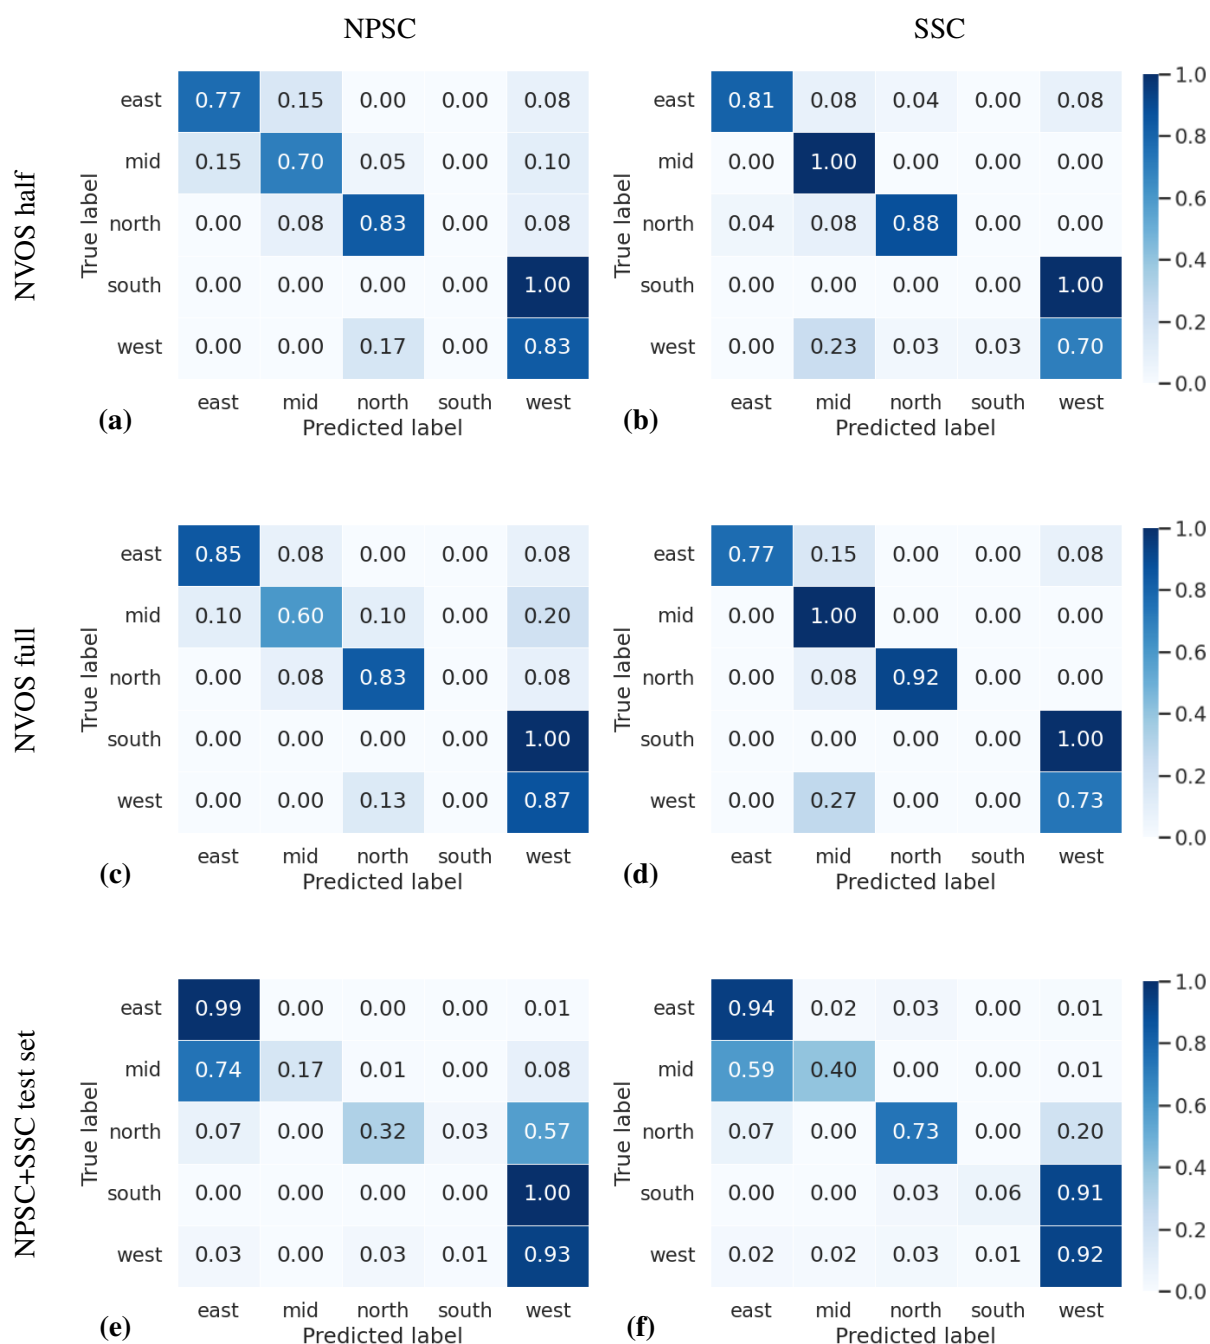 NPSC SSC
NVOS half
True label
east 0.77 0.15 0.00 0.00 0.08
mid 0.15 0.70 0.05 0.00 0.10
north 0.00 0.08 0.83 0.00 0.08
south 0.00 0.00 0.00 0.00 1.00
west 0.00 0.00 0.17 0.00 0.83
east mid north south west
(a) Predicted label
True label
east 0.81 0.08 0.04 0.00 0.08
mid 0.00 1.00 0.00 0.00 0.00
north 0.04 0.08 0.88 0.00 0.00
south 0.00 0.00 0.00 0.00 1.00
west 0.00 0.23 0.03 0.03 0.70
east mid north south west
(b) Predicted label
1.0
0.8
0.6
0.4
0.2
0.0
NVOS full
True label
east 0.85 0.08 0.00 0.00 0.08
mid 0.10 0.60 0.10 0.00 0.20
north 0.00 0.08 0.83 0.00 0.08
south 0.00 0.00 0.00 0.00 1.00
west 0.00 0.00 0.13 0.00 0.87
east mid north south west
(c) Predicted label
True label
east 0.77 0.15 0.00 0.00 0.08
mid 0.00 1.00 0.00 0.00 0.00
north 0.00 0.08 0.92 0.00 0.00
south 0.00 0.00 0.00 0.00 1.00
west 0.00 0.27 0.00 0.00 0.73
east mid north south west
(d) Predicted label
1.0
0.8
0.6
0.4
0.2
0.0
NPSC+SSC test set
True label
east 0.99 0.00 0.00 0.00 0.01
mid 0.74 0.17 0.01 0.00 0.08
north 0.07 0.00 0.32 0.03 0.57
south 0.00 0.00 0.00 0.00 1.00
west 0.03 0.00 0.03 0.01 0.93
east mid north south west
(e) Predicted label
True label
east 0.94 0.02 0.03 0.00 0.01
mid 0.59 0.40 0.00 0.00 0.01
north 0.07 0.00 0.73 0.00 0.20
south 0.00 0.00 0.03 0.06 0.91
west 0.02 0.02 0.03 0.01 0.92
east mid north south west
(f) Predicted label
1.0
0.8
0.6
0.4
0.2
0.0